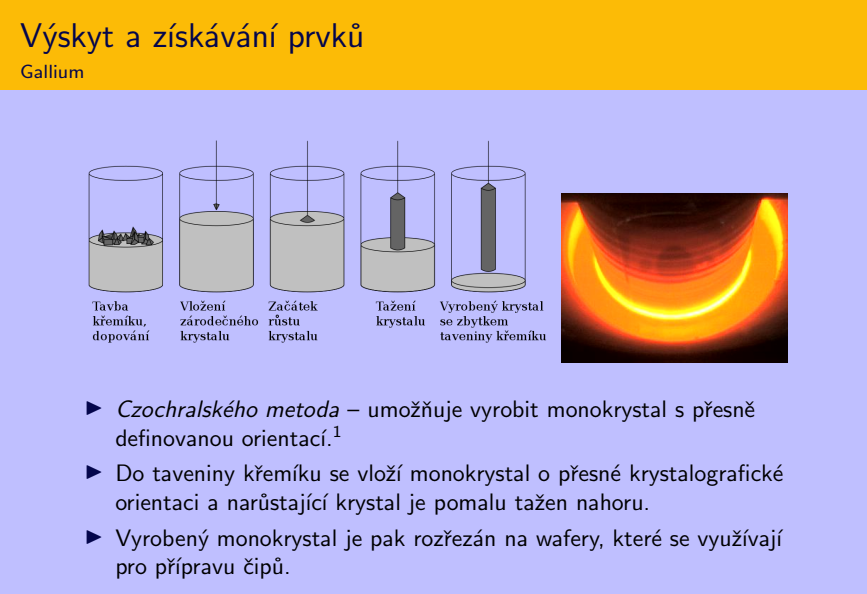 Výskyt a získávání prvků
Gallium
Tavba
křemíku,
dopování
Vložení
zárodečného
krystalu
Začátek
růstu
krystalu
Tažení
krystalu
Vyrobený krystal
se zbytkem
taveniny křemíku
▶ Czochralského metoda – umožňuje vyrobit monokrystal s přesně
definovanou orientací.1
▶ Do taveniny křemíku se vloží monokrystal o přesné krystalografické
orientaci a narůstající krystal je pomalu tažen nahoru.
▶ Vyrobený monokrystal je pak rozřezán na wafery, které se využívají
pro přípravu čipů.